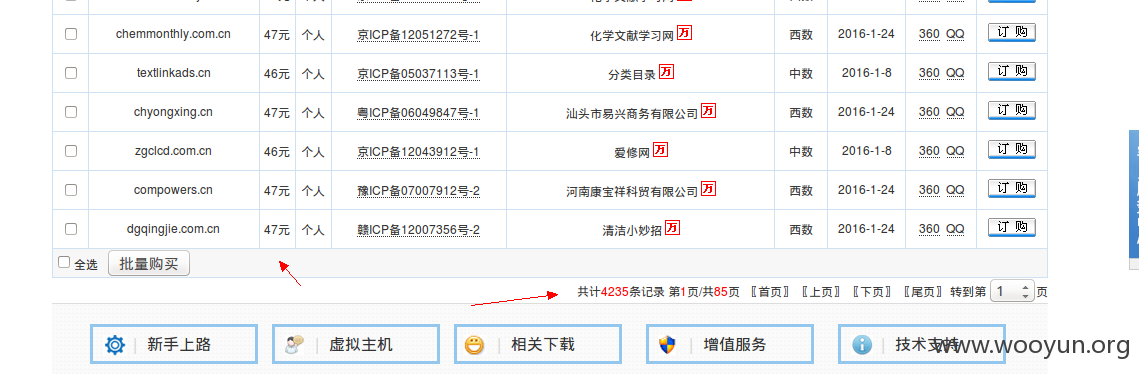 chemmonthly.com.cn 47元 个人 京ICP备12051272号-1 化学文献学习网 万 西数 2016-1-24 360 QQ 订 购
textlinkads.cn 46元 个人 京ICP备05037113号-1 分类目录 万 中数 2016-1-8 360 QQ 订 购
chyongxing.cn 47元 个人 粤ICP备06049847号-1 汕头市易兴商务有限公司 万 西数 2016-1-24 360 QQ 订 购
zgclcd.com.cn 46元 个人 京ICP备12043912号-1 爱修网 万 中数 2016-1-8 360 QQ 订 购
compowers.cn 47元 个人 豫ICP备07007912号-2 河南康宝祥科贸有限公司 万 西数 2016-1-24 360 QQ 订 购
dgqingjie.com.cn 47元 个人 赣ICP备12007356号-2 清洁小妙招 万 西数 2016-1-24 360 QQ 订 购
全选 批量购买
共计4235条记录 第1页/共85页 〖首页〗 〖上页〗 〖下页〗 〖尾页〗 转到第 1 页
新手上路 虚拟主机 相关下载 增值服务 技术支持
www.wooyun.org